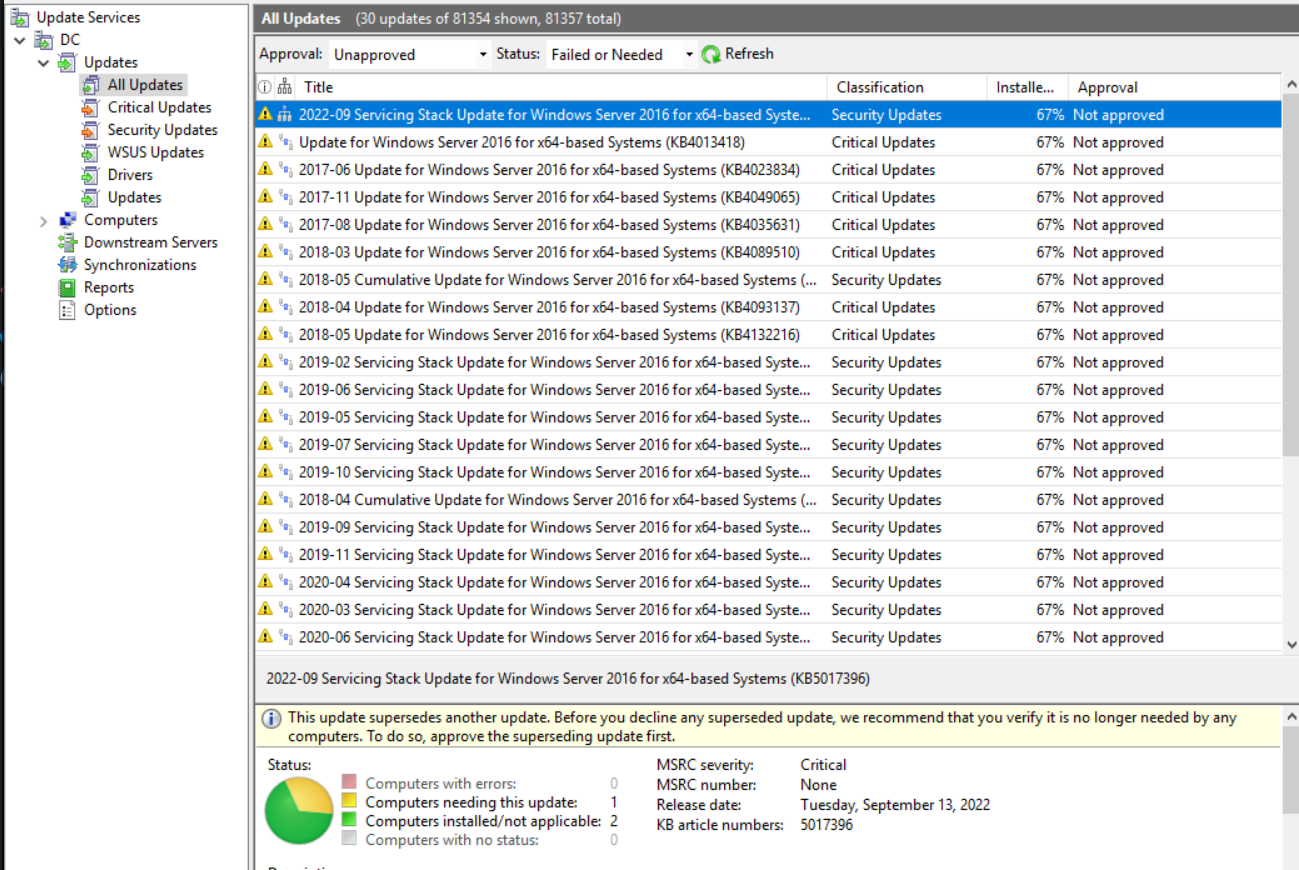 Update Services
DC
Updates
All Updates
Critical Updates
Security Updates
WSUS Updates
Drivers
Updates
Computers
Downstream Servers
Synchronizations
Reports
Options
All Updates (30 updates of 81354 shown, 81357 total)
Approval: Unapproved Status: Failed or Needed Refresh
Title Classification Installe... Approval
2022-09 Servicing Stack Update for Windows Server 2016 for x64-based Syste... Security Updates 67% Not approved
Update for Windows Server 2016 for x64-based Systems (KB4013418) Critical Updates 67% Not approved
2017-06 Update for Windows Server 2016 for x64-based Systems (KB4023834) Critical Updates 67% Not approved
2017-11 Update for Windows Server 2016 for x64-based Systems (KB4049065) Critical Updates 67% Not approved
2017-08 Update for Windows Server 2016 for x64-based Systems (KB4035631) Critical Updates 67% Not approved
2018-03 Update for Windows Server 2016 for x64-based Systems (KB4089510) Critical Updates 67% Not approved
2018-05 Cumulative Update for Windows Server 2016 for x64-based Systems (... Security Updates 67% Not approved
2018-04 Update for Windows Server 2016 for x64-based Systems (KB4093137) Critical Updates 67% Not approved
2018-05 Update for Windows Server 2016 for x64-based Systems (KB4132216) Critical Updates 67% Not approved
2019-02 Servicing Stack Update for Windows Server 2016 for x64-based Syste... Security Updates 67% Not approved
2019-06 Servicing Stack Update for Windows Server 2016 for x64-based Syste... Security Updates 67% Not approved
2019-05 Servicing Stack Update for Windows Server 2016 for x64-based Syste... Security Updates 67% Not approved
2019-07 Servicing Stack Update for Windows Server 2016 for x64-based Syste... Security Updates 67% Not approved
2019-10 Servicing Stack Update for Windows Server 2016 for x64-based Syste... Security Updates 67% Not approved
2018-04 Cumulative Update for Windows Server 2016 for x64-based Systems (... Security Updates 67% Not approved
2019-09 Servicing Stack Update for Windows Server 2016 for x64-based Syste... Security Updates 67% Not approved
2019-11 Servicing Stack Update for Windows Server 2016 for x64-based Syste... Security Updates 67% Not approved
2020-04 Servicing Stack Update for Windows Server 2016 for x64-based Syste... Security Updates 67% Not approved
2020-03 Servicing Stack Update for Windows Server 2016 for x64-based Syste... Security Updates 67% Not approved
2020-06 Servicing Stack Update for Windows Server 2016 for x64-based Syste... Security Updates 67% Not approved
2022-09 Servicing Stack Update for Windows Server 2016 for x64-based Systems (KB5017396)
This update supersedes another update. Before you decline any superseded update, we recommend that you verify it is no longer needed by any
computers. To do so, approve the superseding update first.
Status:
Computers with errors: 0
Computers needing this update: 1
Computers installed/not applicable: 2
Computers with no status: 0
MSRC severity: Critical
MSRC number: None
Release date: Tuesday, September 13, 2022
KB article numbers: 5017396